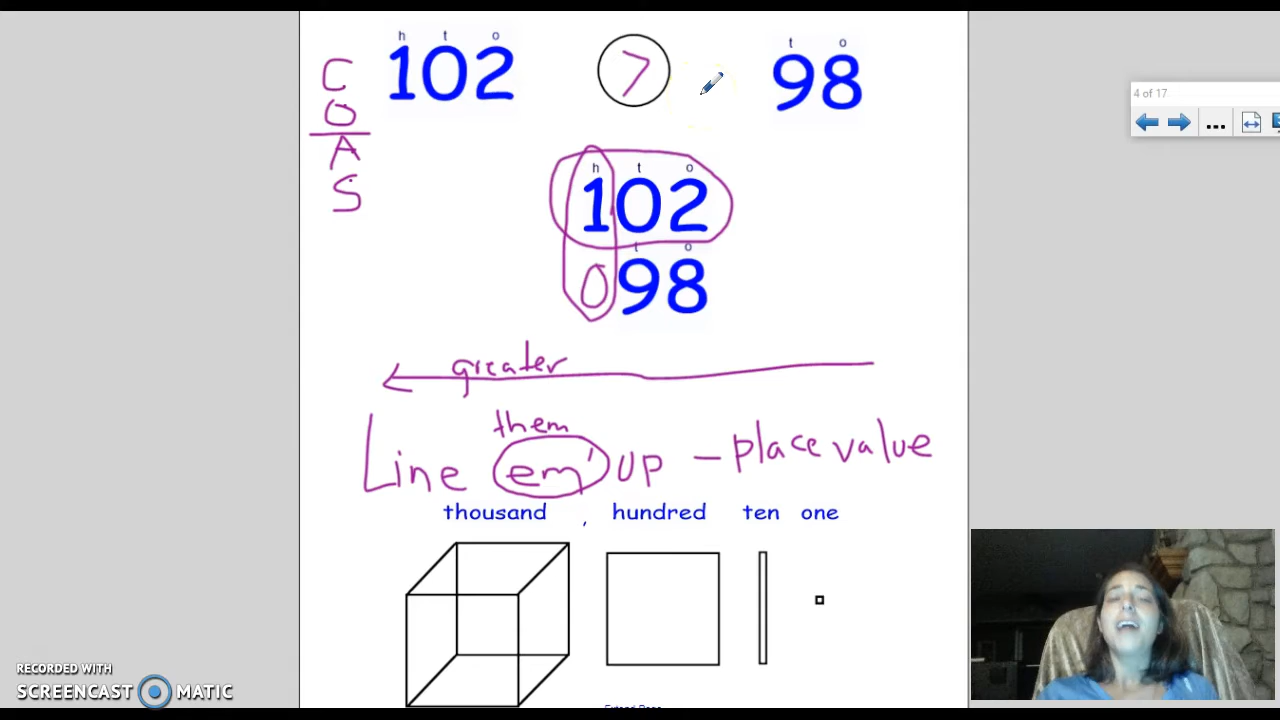 h t o
102
>
t o
98
C
O
A
S
4 of 17
...
h t o
102
t o
098
greater
them
Line em' up - place value
thousand , hundred ten one
RECORDED WITH
SCREENCAST MATIC